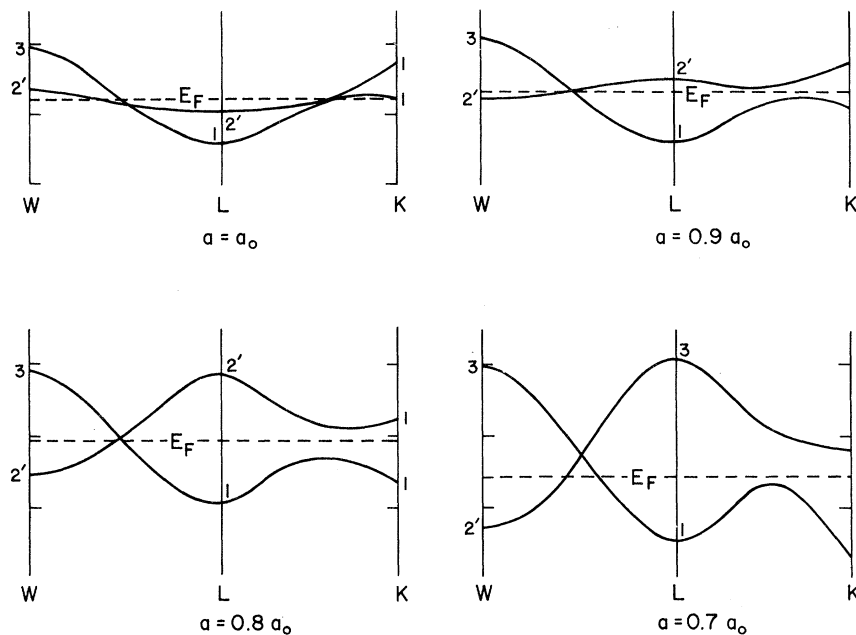 3
2'
E_F
1
2'
1
1
W L K
a = a_o
3
2'
2'
E_F
1
W L K
a = 0.9 a_o
3
2'
2'
E_F
1
1
1
W L K
a = 0.8 a_o
3
2'
3
E_F
1
W L K
a = 0.7 a_o